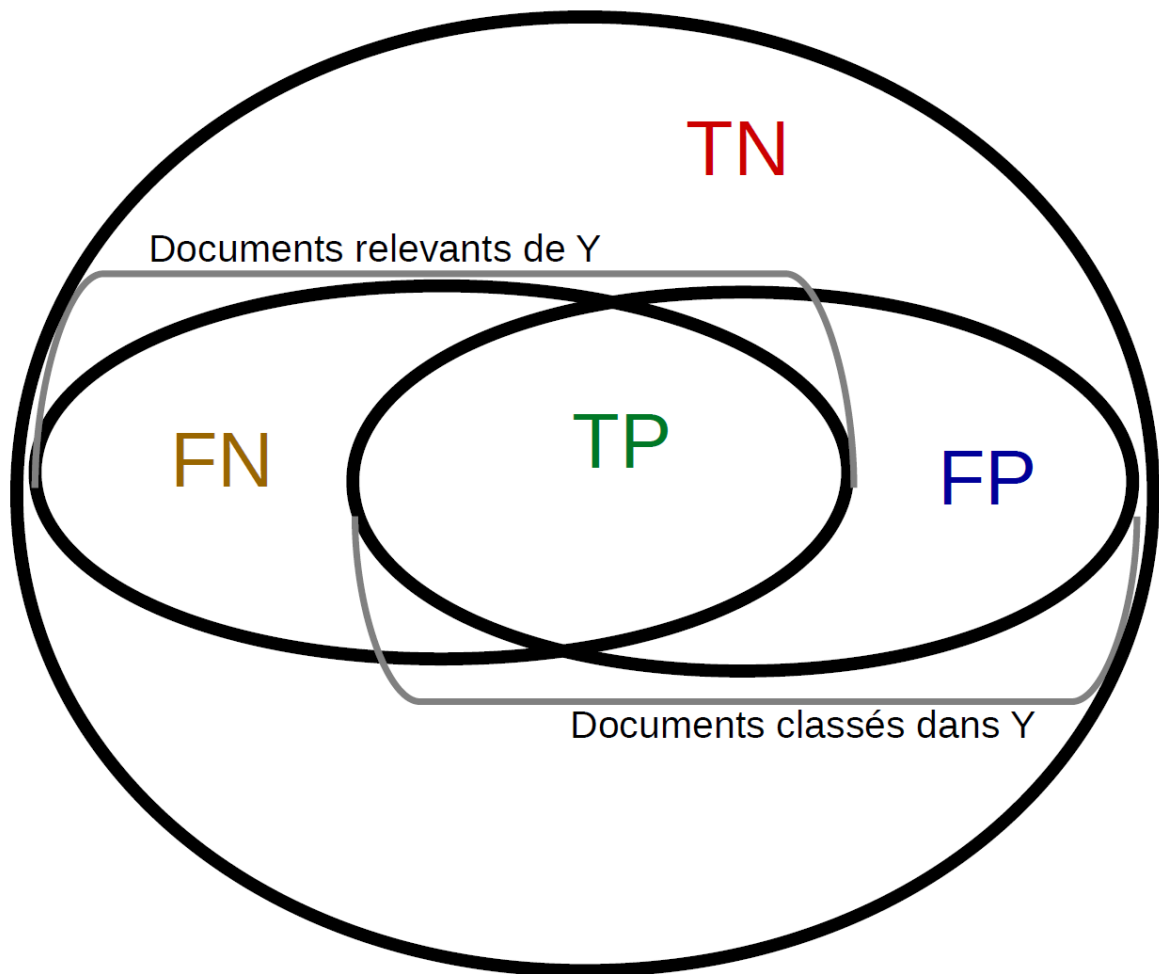 TN
Documents relevants de Y
FN
TP
FP
Documents classés dans Y